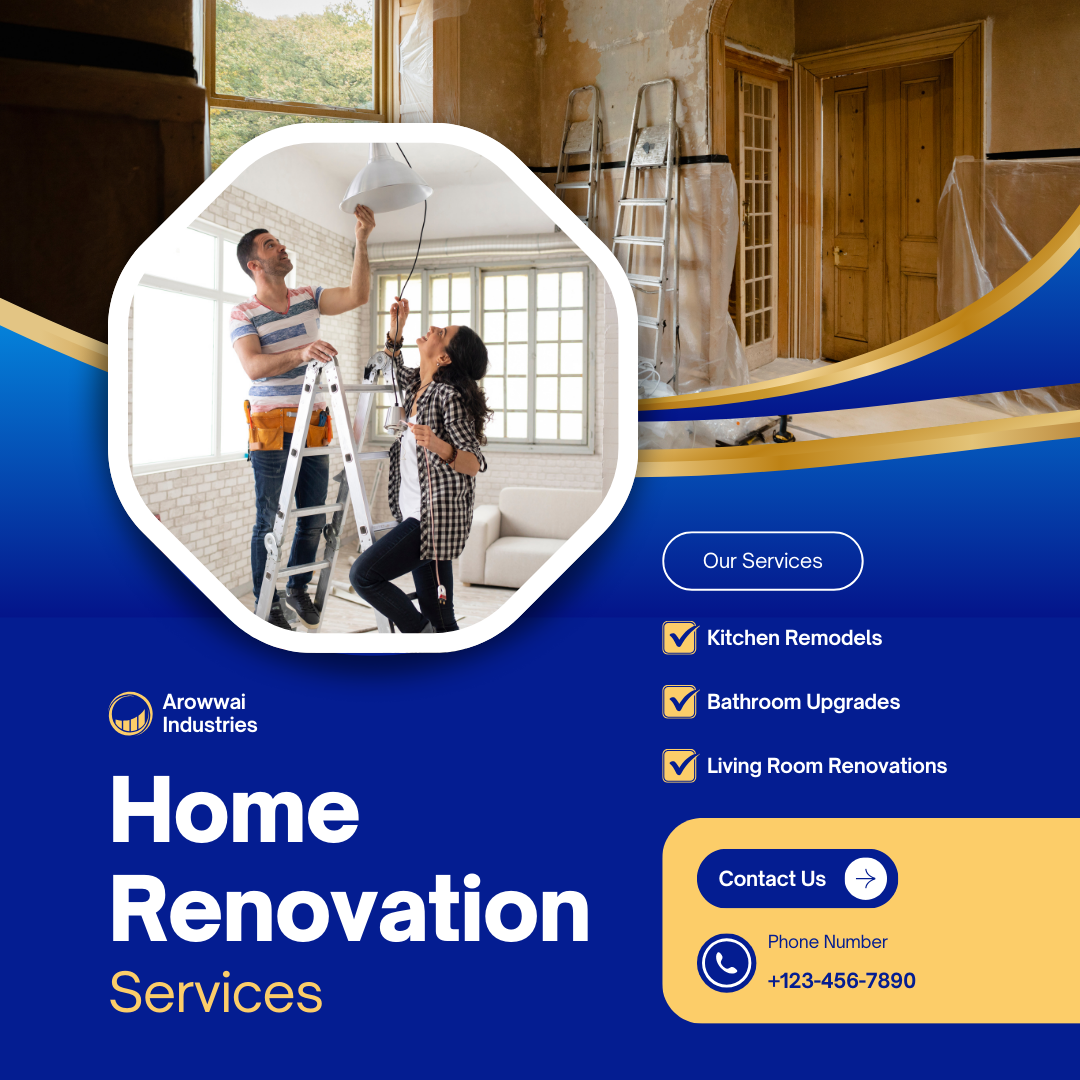 Our Services
Kitchen Remodels
Bathroom Upgrades
Living Room Renovations
Arowwai
Industries
Home
Renovation
Services
Contact Us
Phone Number
+123-456-7890